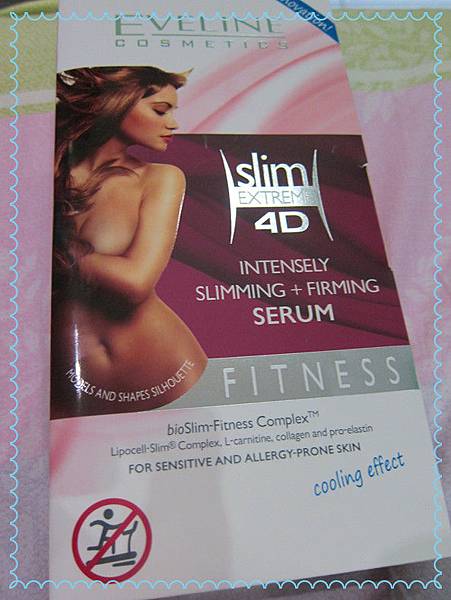 innovation!
EVELINE
COSMETICS
slim
EXTREME
4D
INTENSELY
SLIMMING + FIRMING
SERUM
MODELS AND SHAPES SILHOUETTE
FITNESS
bioSlim-Fitness Complex™
Lipocell-Slim® Complex, L-carnitine, collagen and pro-elastin
FOR SENSITIVE AND ALLERGY-PRONE SKIN
cooling effect